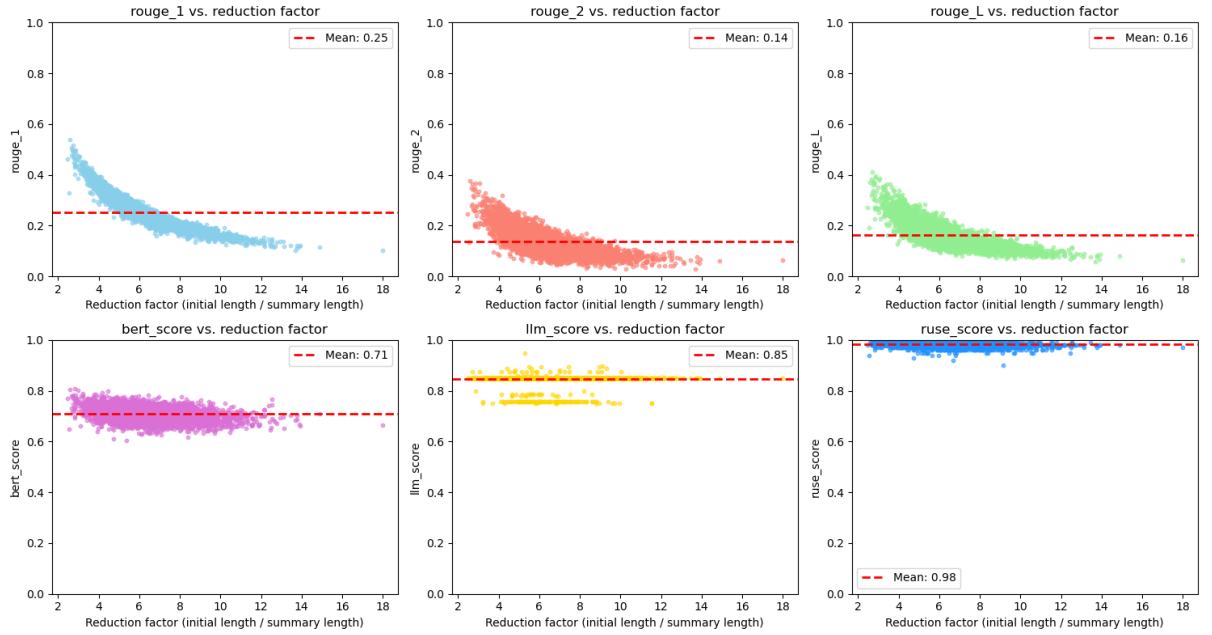 rouge_1 vs. reduction factor
1.0
0.8
0.6
0.4
0.2
0.0
rouge_1
Mean: 0.25
2 4 6 8 10 12 14 16 18
Reduction factor (initial length / summary length)
rouge_2 vs. reduction factor
1.0
0.8
0.6
0.4
0.2
0.0
rouge_2
Mean: 0.14
2 4 6 8 10 12 14 16 18
Reduction factor (initial length / summary length)
rouge_L vs. reduction factor
1.0
0.8
0.6
0.4
0.2
0.0
rouge_L
Mean: 0.16
2 4 6 8 10 12 14 16 18
Reduction factor (initial length / summary length)
bert_score vs. reduction factor
1.0
0.8
0.6
0.4
0.2
0.0
bert_score
Mean: 0.71
2 4 6 8 10 12 14 16 18
Reduction factor (initial length / summary length)
llm_score vs. reduction factor
1.0
0.8
0.6
0.4
0.2
0.0
llm_score
Mean: 0.85
2 4 6 8 10 12 14 16 18
Reduction factor (initial length / summary length)
ruse_score vs. reduction factor
1.0
0.8
0.6
0.4
0.2
0.0
ruse_score
Mean: 0.98
2 4 6 8 10 12 14 16 18
Reduction factor (initial length / summary length)